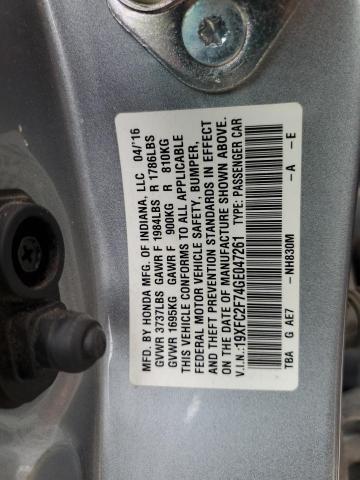 MFD. BY HONDA MFG. OF INDIANA, LLC 04/'16
GVWR 3737LBS GAWR F 1984LBS R 1786LBS
GVWR 1695KG GAWR F 900KG R 810KG
THIS VEHICLE CONFORMS TO ALL APPLICABLE
FEDERAL MOTOR VEHICLE SAFETY, BUMPER,
AND THEFT PREVENTION STANDARDS IN EFFECT
ON THE DATE OF MANUFACTURE SHOWN ABOVE.
V.I.N.:19XFC2F74GE047261 TYPE: PASSENGER CAR
-NH830M -A -E
TBA G AE7